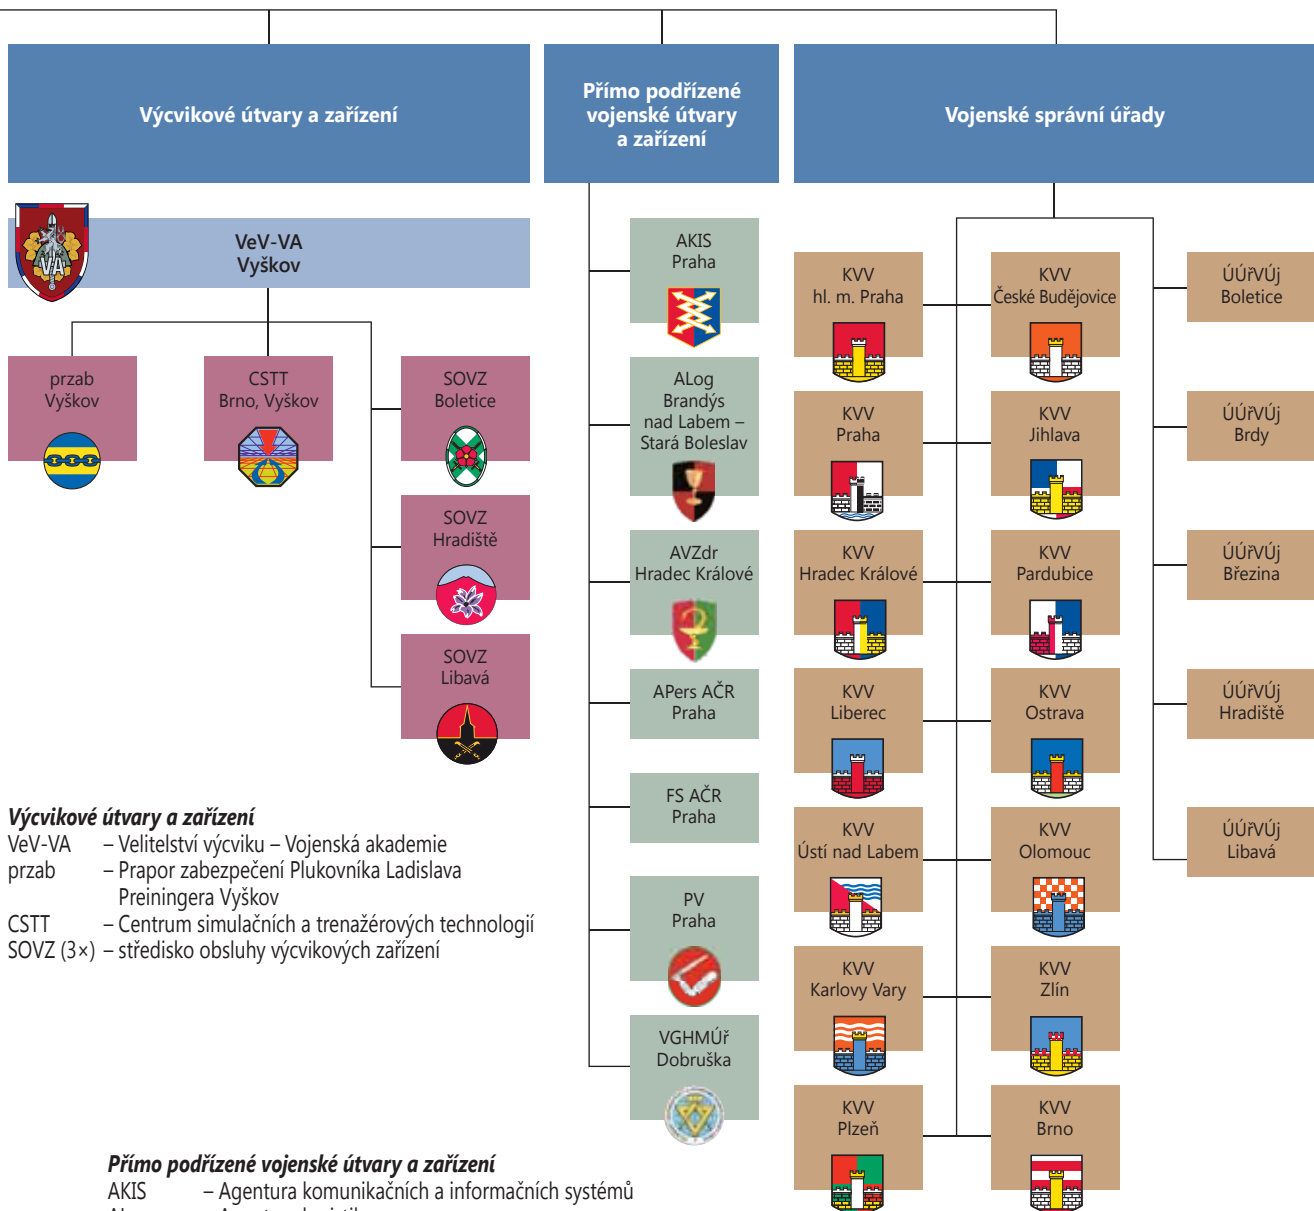 Výcvikové útvary a zařízení
Přímo podřízené
vojenské útvary
a zařízení
Vojenské správní úřady
VeV-VA
Vyškov
VA
przab
Vyškov
CSTT
Brno, Vyškov
SOVZ
Boletice
SOVZ
Hradiště
SOVZ
Libavá
AKIS
Praha
ALog
Brandýs
nad Labem –
Stará Boleslav
AVZdr
Hradec Králové
APers AČR
Praha
FS AČR
Praha
PV
Praha
VGHMÚř
Dobruška
KVV
hl. m. Praha
KVV
České Budějovice
KVV
Praha
KVV
Jihlava
KVV
Hradec Králové
KVV
Pardubice
KVV
Liberec
KVV
Ostrava
KVV
Ústí nad Labem
KVV
Olomouc
KVV
Karlovy Vary
KVV
Zlín
KVV
Plzeň
KVV
Brno
ÚÚřVÚj
Boletice
ÚÚřVÚj
Brdy
ÚÚřVÚj
Březina
ÚÚřVÚj
Hradiště
ÚÚřVÚj
Libavá
Výcvikové útvary a zařízení
VeV-VA – Velitelství výcviku – Vojenská akademie
przab – Prapor zabezpečení Plukovníka Ladislava
Preiningera Vyškov
CSTT – Centrum simulačních a trenažérových technologií
SOVZ (3×) – středisko obsluhy výcvikových zařízení
Přímo podřízené vojenské útvary a zařízení
AKIS – Agentura komunikačních a informačních systémů